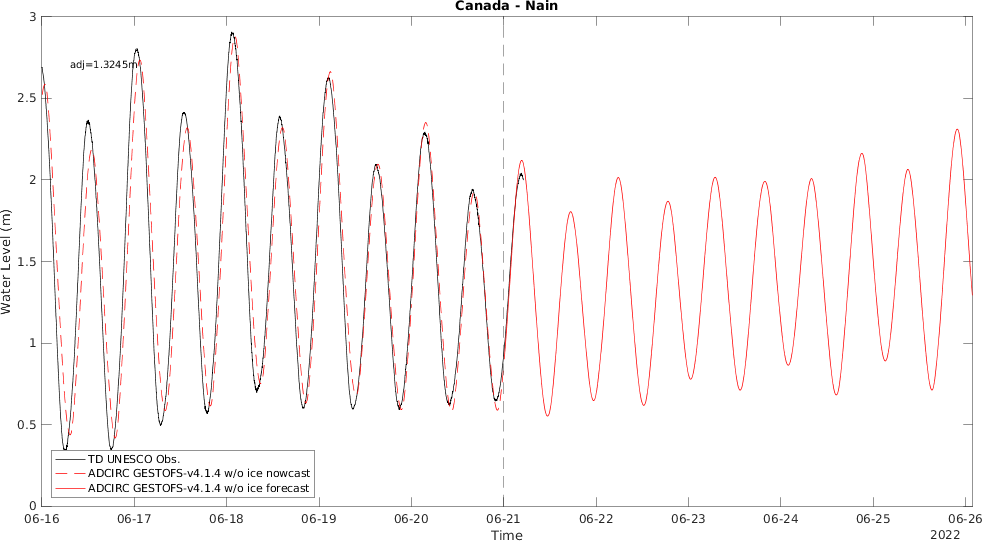 Canada - Nain
3
adj=1.3245m
2.5
2
1.5
1
0.5
0
Water Level (m)
TD UNESCO Obs.
ADCIRC GESTOFS-v4.1.4 w/o ice nowcast
ADCIRC GESTOFS-v4.1.4 w/o ice forecast
06-16 06-17 06-18 06-19 06-20 06-21 06-22 06-23 06-24 06-25 06-26
Time
2022